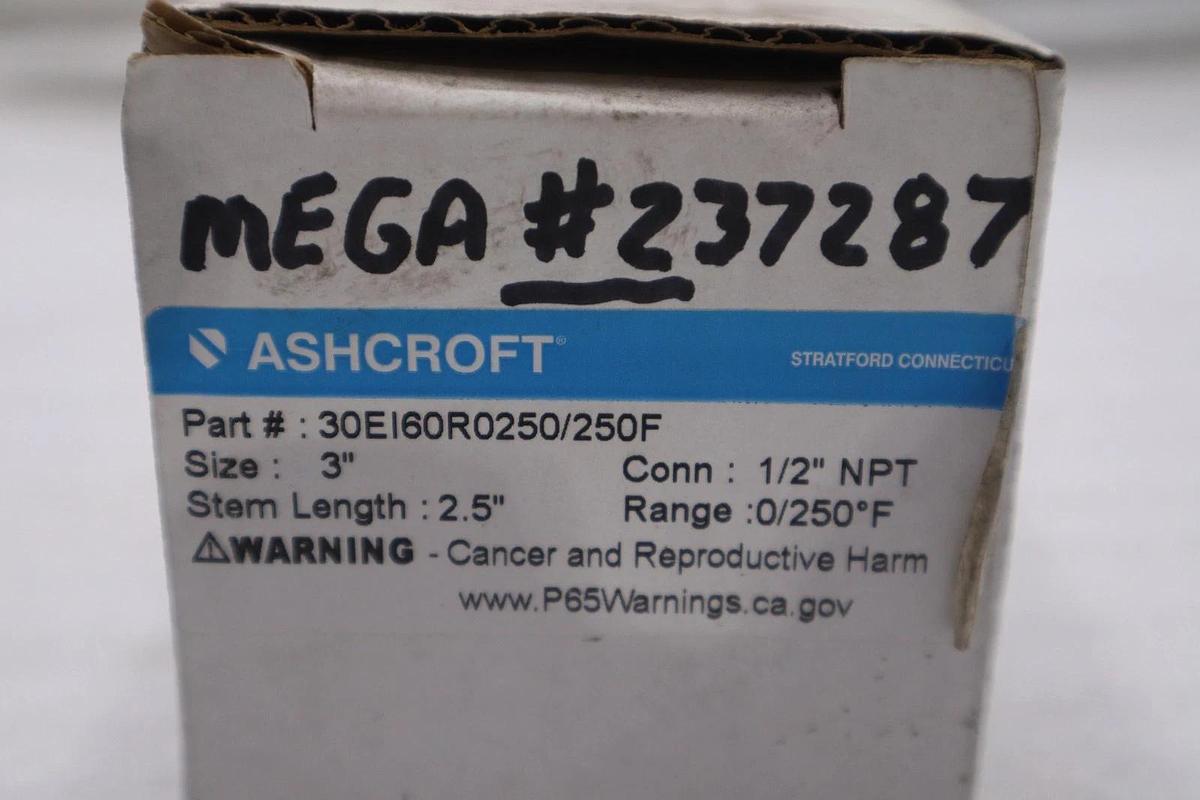 MEGA #237287
ASHCROFT® STRATFORD CONNECTICU
Part # : 30EI60R0250/250F
Size : 3" Conn : 1/2" NPT
Stem Length : 2.5" Range :0/250°F
⚠WARNING - Cancer and Reproductive Harm
www.P65Warnings.ca.gov